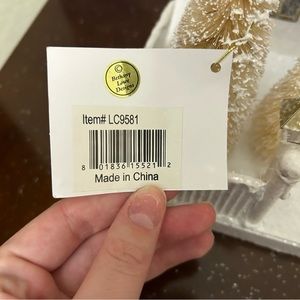 ©
Bethany
Lowe
Designs
Item# LC9581
8 01836 15521 2
Made in China